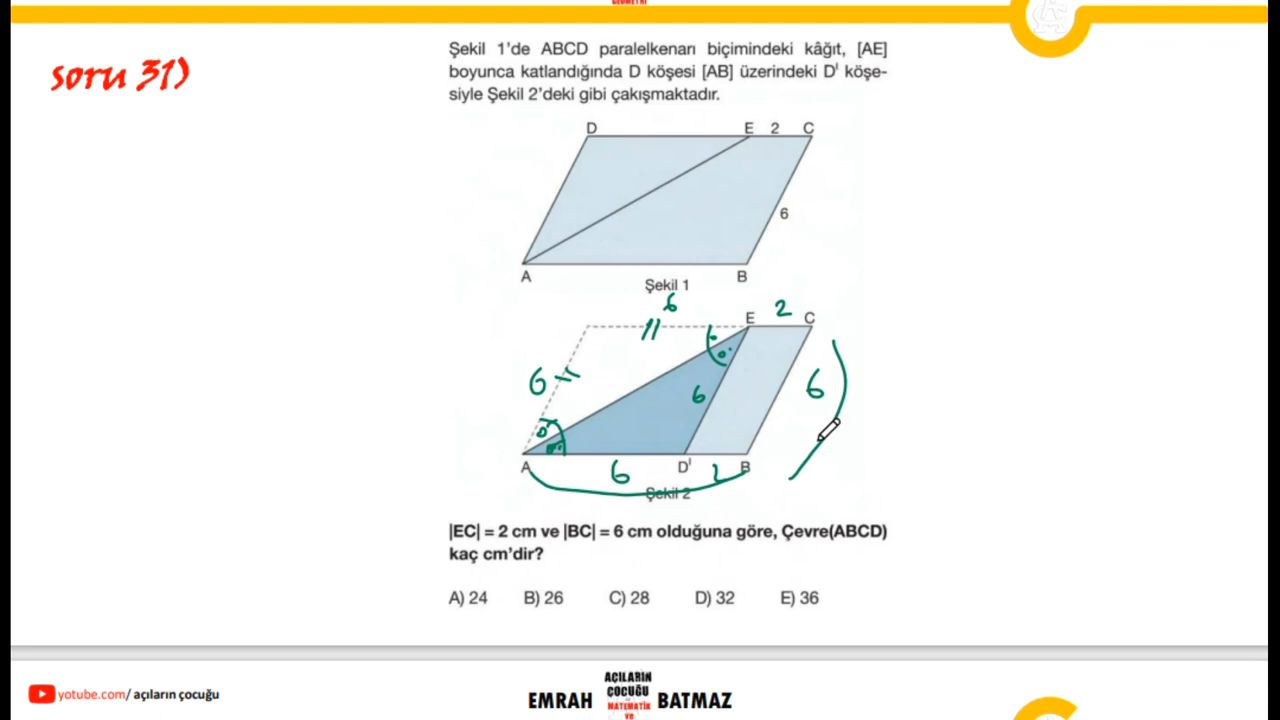 GEOMETRİ
soru 31)
Şekil 1'de ABCD paralelkenarı biçimindeki kâğıt, [AE]
boyunca katlandığında D köşesi [AB] üzerindeki D' köşe-
siyle Şekil 2'deki gibi çakışmaktadır.
D E 2 C
6
A B
Şekil 1
6
E 2 C
6 6 6
A 6 D' 2 B
Şekil 2
|EC| = 2 cm ve |BC| = 6 cm olduğuna göre, Çevre(ABCD)
kaç cm'dir?
A) 24 B) 26 C) 28 D) 32 E) 36
yotube.com/ açıların çocuğu
EMRAH AÇILARIN ÇOCUĞU MATEMATİK ve BATMAZ